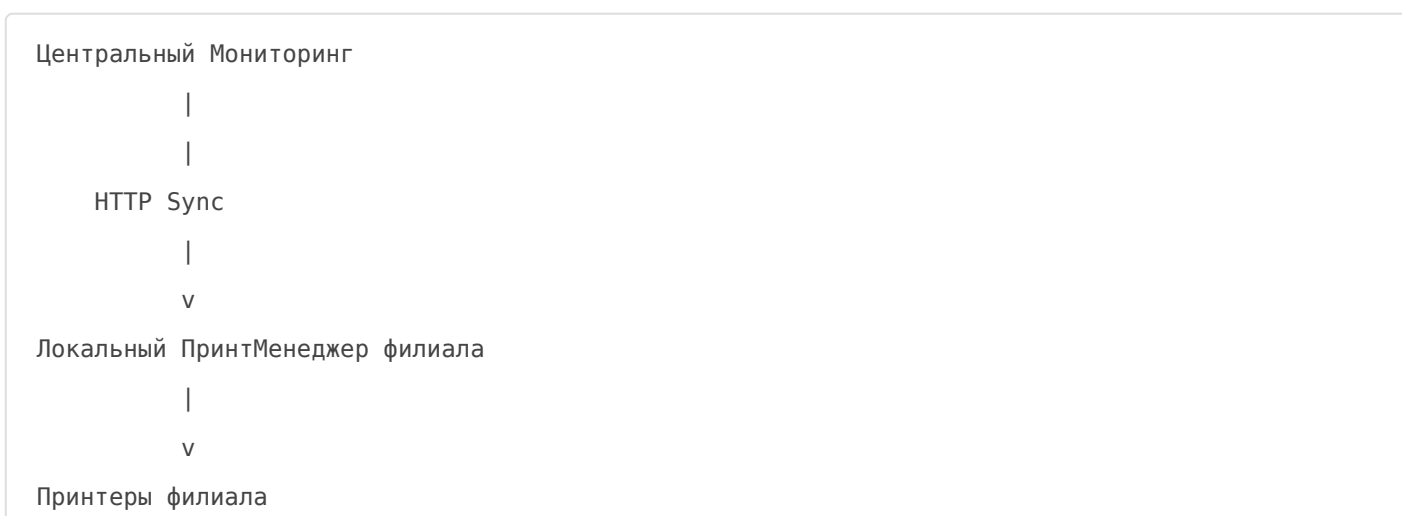 Центральный Мониторинг
|
|
HTTP Sync
|
v
Локальный ПринтМенеджер филиала
|
v
Принтеры филиала